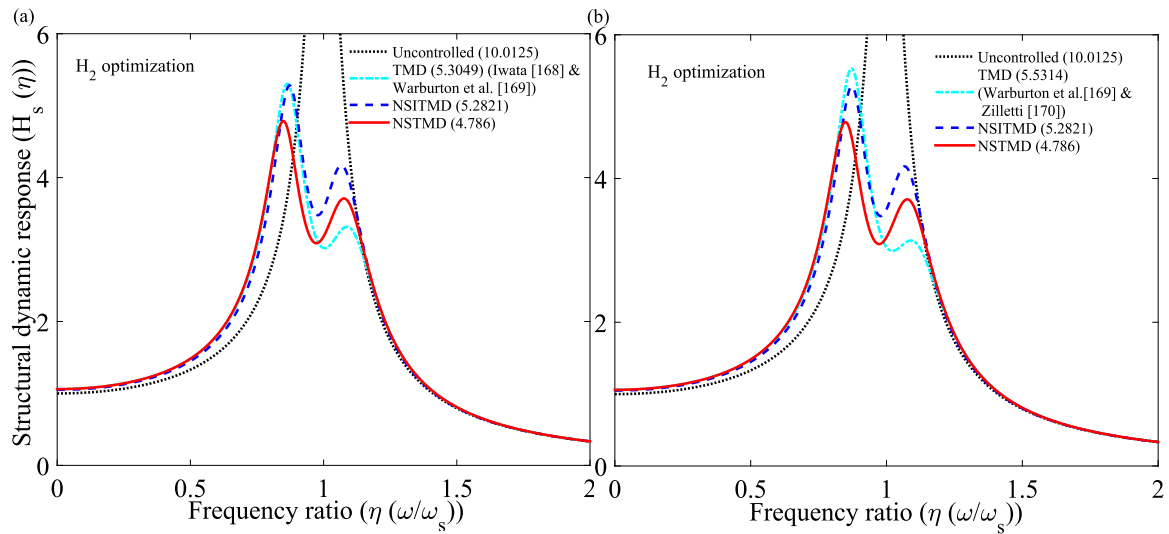 (a)
6
H2 optimization
Uncontrolled (10.0125)
TMD (5.3049) (Iwata [168] &
Warburton et al. [169])
NSITMD (5.2821)
NSTMD (4.786)
4
2
0
0
0.5
1
1.5
2
Structural dynamic response (Hs (η))
Frequency ratio (η (ω/ωs))
(b)
6
H2 optimization
Uncontrolled (10.0125)
TMD (5.5314)
(Warburton et al.[169] &
Zilletti [170])
NSITMD (5.2821)
NSTMD (4.786)
4
2
0
0
0.5
1
1.5
2
Frequency ratio (η (ω/ωs))